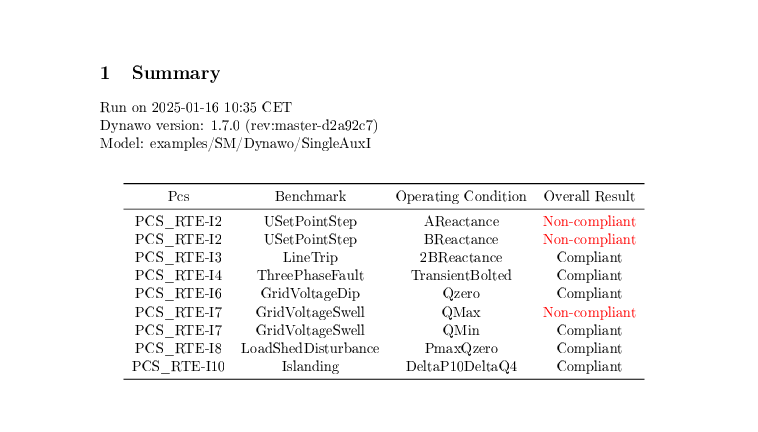 1 Summary
Run on 2025-01-16 10:35 CET
Dynawo version: 1.7.0 (rev:master-d2a92c7)
Model: examples/SM/Dynawo/SingleAuxI
Pcs Benchmark Operating Condition Overall Result
PCS_RTE-I2 USetPointStep AReactance Non-compliant
PCS_RTE-I2 USetPointStep BReactance Non-compliant
PCS_RTE-I3 LineTrip 2BReactance Compliant
PCS_RTE-I4 ThreePhaseFault TransientBolted Compliant
PCS_RTE-I6 GridVoltageDip Qzero Compliant
PCS_RTE-I7 GridVoltageSwell QMax Non-compliant
PCS_RTE-I7 GridVoltageSwell QMin Compliant
PCS_RTE-I8 LoadShedDisturbance PmaxQzero Compliant
PCS_RTE-I10 Islanding DeltaP10DeltaQ4 Compliant